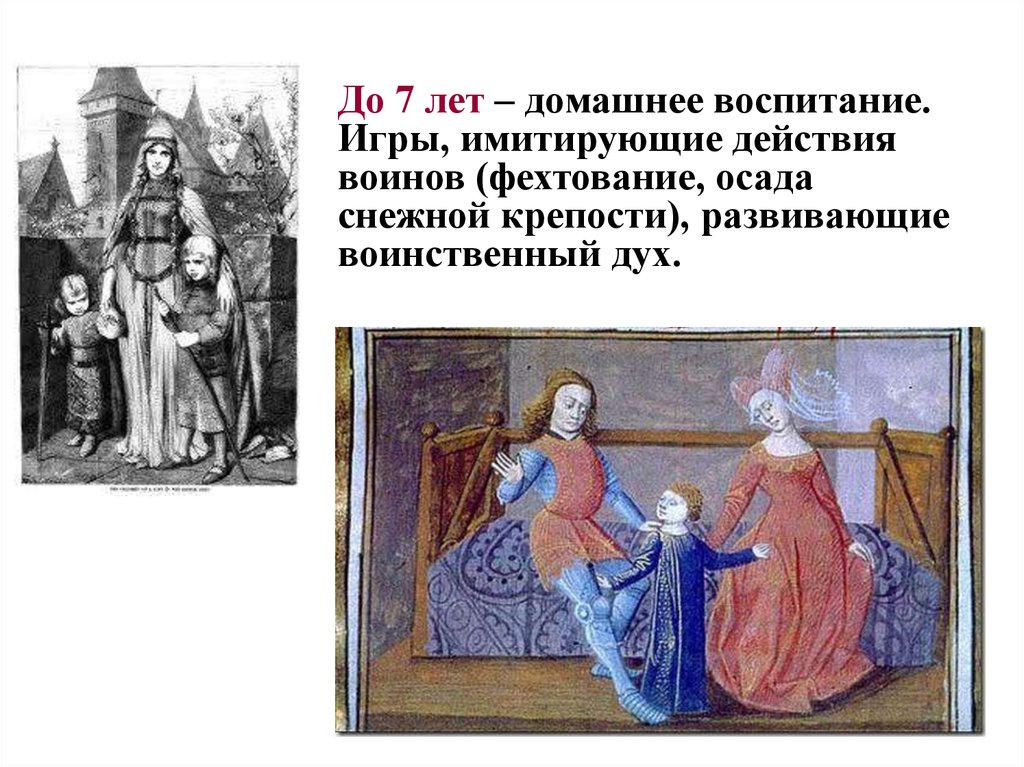 До 7 лет – домашнее воспитание.
Игры, имитирующие действия
воинов (фехтование, осада
снежной крепости), развивающие
воинственный дух.